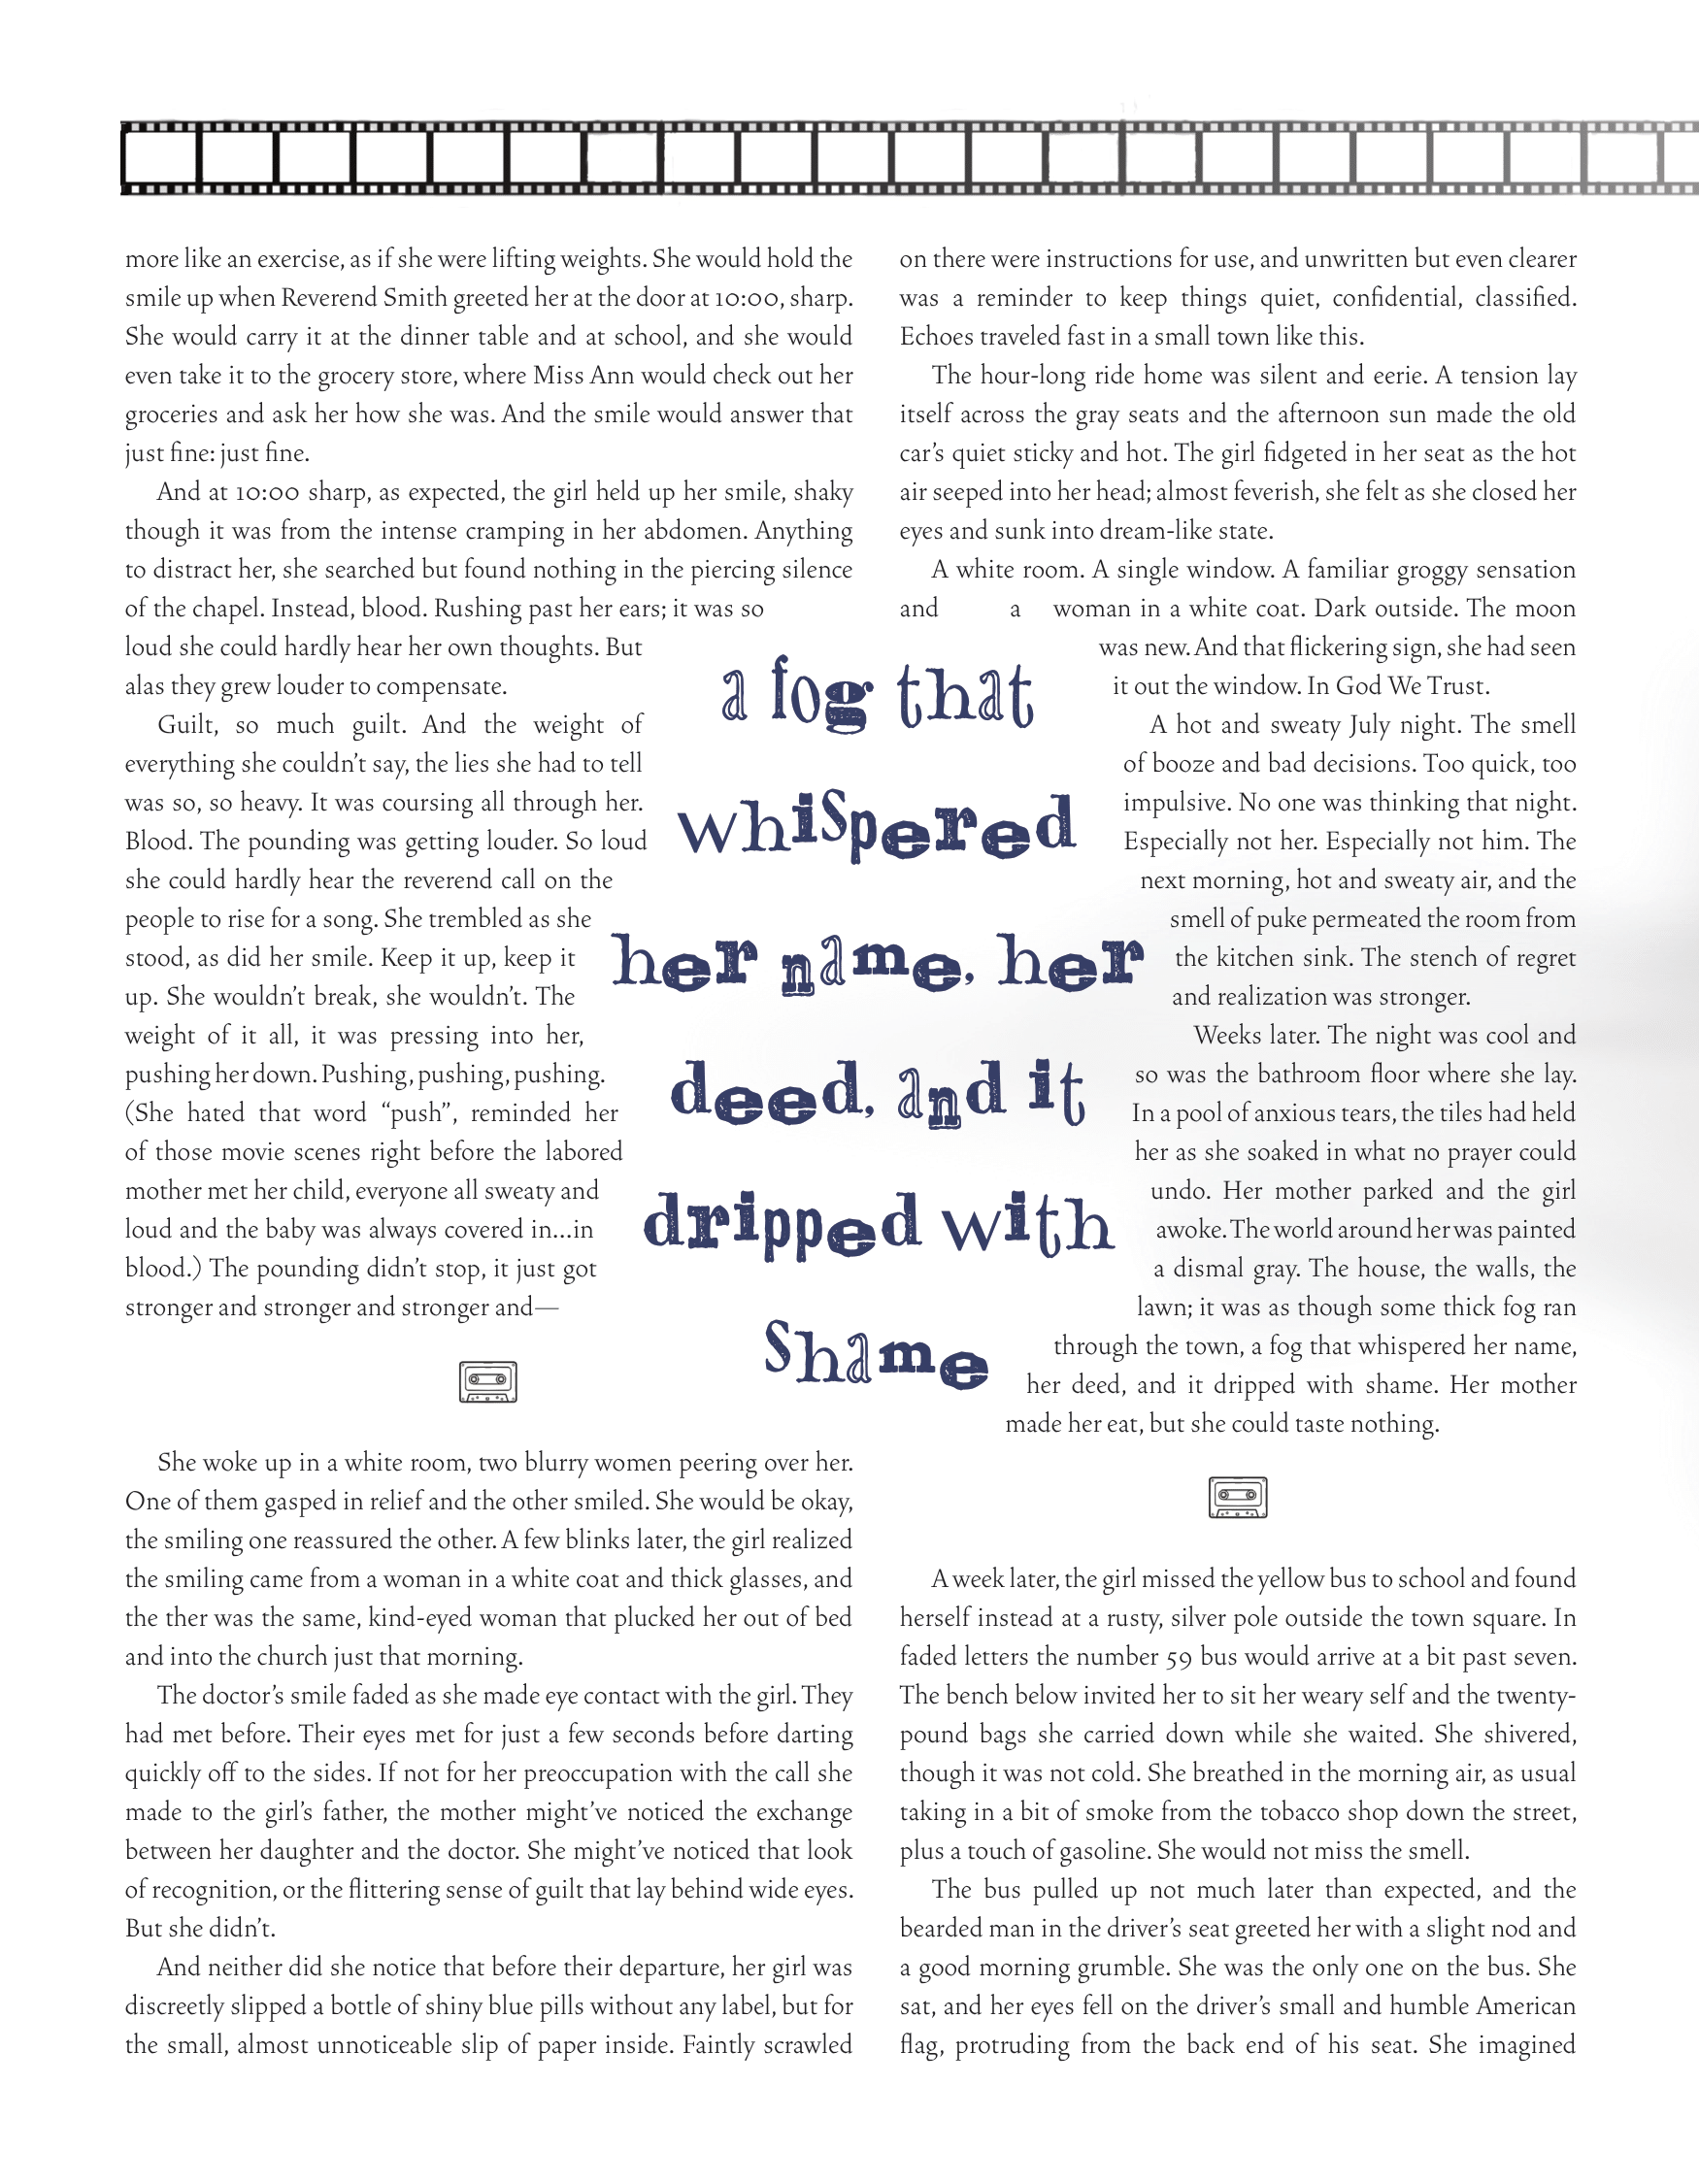 more like an exercise, as if she were lifting weights. She would hold the
smile up when Reverend Smith greeted her at the door at 10:00, sharp.
She would carry it at the dinner table and at school, and she would
even take it to the grocery store, where Miss Ann would check out her
groceries and ask her how she was. And the smile would answer that
just fine: just fine.
And at 10:00 sharp, as expected, the girl held up her smile, shaky
though it was from the intense cramping in her abdomen. Anything
to distract her, she searched but found nothing in the piercing silence
of the chapel. Instead, blood. Rushing past her ears; it was so
loud she could hardly hear her own thoughts. But
alas they grew louder to compensate.
Guilt, so much guilt. And the weight of
everything she couldn't say, the lies she had to tell
was so, so heavy. It was coursing all through her.
Blood. The pounding was getting louder. So loud
she could hardly hear the reverend call on the
people to rise for a song. She trembled as she
stood, as did her smile. Keep it up, keep it
up. She wouldn't break, she wouldn't. The
weight of it all, it was pressing into her,
pushing her down. Pushing, pushing, pushing.
(She hated that word “push”, reminded her
of those movie scenes right before the labored
mother met her child, everyone all sweaty and
loud and the baby was always covered in...in
blood.) The pounding didn't stop, it just got
stronger and stronger and stronger and—
She woke up in a white room, two blurry women peering over her.
One of them gasped in relief and the other smiled. She would be okay,
the smiling one reassured the other. A few blinks later, the girl realized
the smiling came from a woman in a white coat and thick glasses, and
the ther was the same, kind-eyed woman that plucked her out of bed
and into the church just that morning.
The doctor's smile faded as she made eye contact with the girl. They
had met before. Their eyes met for just a few seconds before darting
quickly off to the sides. If not for her preoccupation with the call she
made to the girl's father, the mother might've noticed the exchange
between her daughter and the doctor. She might've noticed that look
of recognition, or the flittering sense of guilt that lay behind wide eyes.
But she didn't.
And neither did she notice that before their departure, her girl was
discreetly slipped a bottle of shiny blue pills without any label, but for
the small, almost unnoticeable slip of paper inside. Faintly scrawled
a fog that
whispered
her name, her
deed, and it
dripped with
Shame
on there were instructions for use, and unwritten but even clearer
was a reminder to keep things quiet, confidential, classified.
Echoes traveled fast in a small town like this.
The hour-long ride home was silent and eerie. A tension lay
itself across the gray seats and the afternoon sun made the old
car's quiet sticky and hot. The girl fidgeted in her seat as the hot
air seeped into her head; almost feverish, she felt as she closed her
eyes and sunk into dream-like state.
A white room. A single window. A familiar groggy sensation
and a woman in a white coat. Dark outside. The moon
was new. And that flickering sign, she had seen
it out the window. In God We Trust.
A hot and sweaty July night. The smell
of booze and bad decisions. Too quick, too
impulsive. No one was thinking that night.
Especially not her. Especially not him. The
next morning, hot and sweaty air, and the
smell of puke permeated the room from
the kitchen sink. The stench of regret
and realization was stronger.
Weeks later. The night was cool and
so was the bathroom floor where she lay.
In a pool of anxious tears, the tiles had held
her as she soaked in what no prayer could
undo. Her mother parked and the girl
awoke. The world around her was painted
a dismal gray. The house, the walls, the
lawn; it was as though some thick fog ran
through the town, a fog that whispered her name,
her deed, and it dripped with shame. Her mother
made her eat, but she could taste nothing.
A week later, the girl missed the yellow bus to school and found
herself instead at a rusty, silver pole outside the town square. In
faded letters the number 59 bus would arrive at a bit past seven.
The bench below invited her to sit her weary self and the twenty-
pound bags she carried down while she waited. She shivered,
though it was not cold. She breathed in the morning air, as usual
taking in a bit of smoke from the tobacco shop down the street,
plus a touch of gasoline. She would not miss the smell.
The bus pulled up not much later than expected, and the
bearded man in the driver's seat greeted her with a slight nod and
a good morning grumble. She was the only one on the bus. She
sat, and her eyes fell on the driver's small and humble American
flag, protruding from the back end of his seat. She imagined